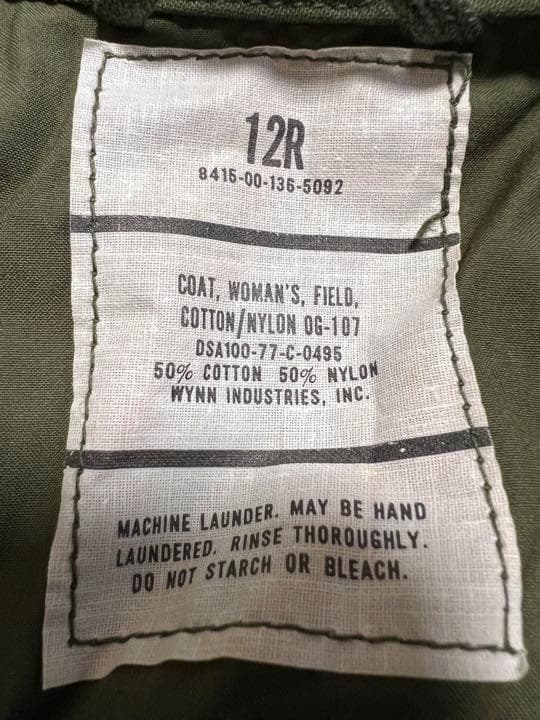 12R
8415-00-136-5092
COAT, WOMAN'S, FIELD,
COTTON/NYLON OG-107
DSA100-77-C-0495
50% COTTON 50% NYLON
WYNN INDUSTRIES, INC.
MACHINE LAUNDER. MAY BE HAND
LAUNDERED. RINSE THOROUGHLY.
DO NOT STARCH OR BLEACH.